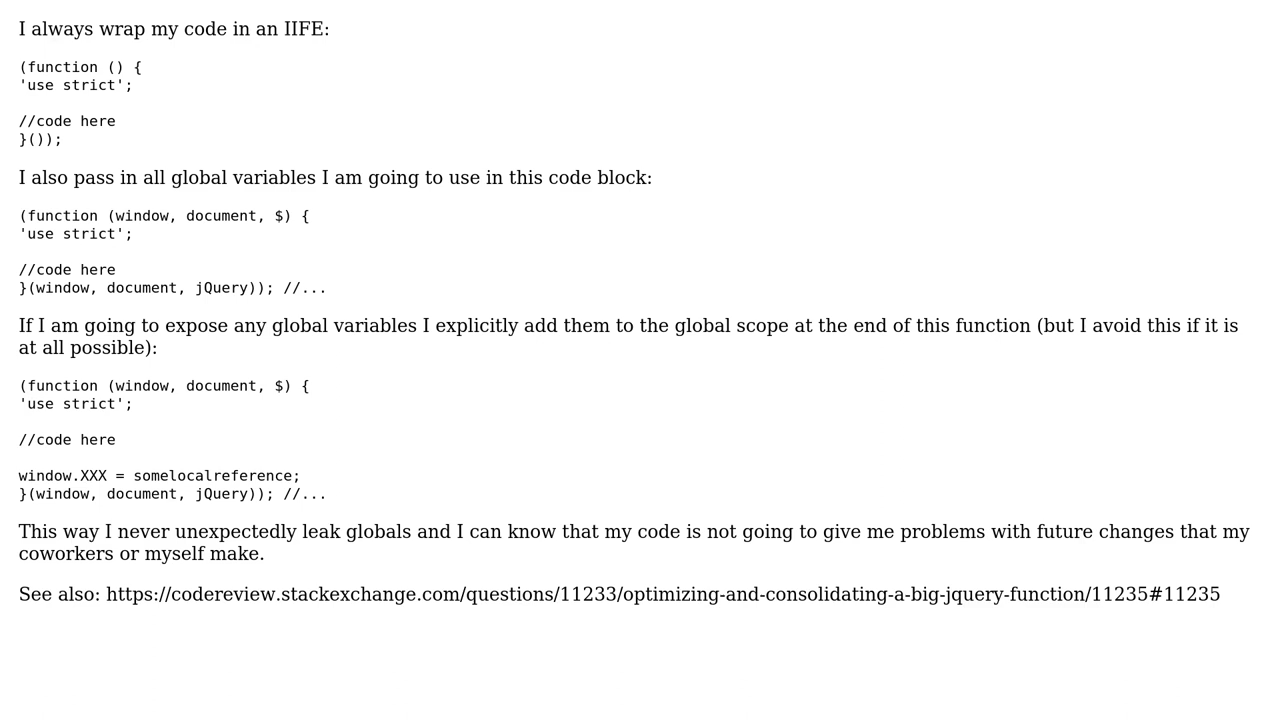 I always wrap my code in an IIFE:
(function () {
'use strict';
//code here
}());
I also pass in all global variables I am going to use in this code block:
(function (window, document, $) {
'use strict';
//code here
}(window, document, jQuery)); //...
If I am going to expose any global variables I explicitly add them to the global scope at the end of this function (but I avoid this if it is
at all possible):
(function (window, document, $) {
'use strict';
//code here
window.XXX = somelocalreference;
}(window, document, jQuery)); //...
This way I never unexpectedly leak globals and I can know that my code is not going to give me problems with future changes that my
coworkers or myself make.
See also: https://codereview.stackexchange.com/questions/11233/optimizing-and-consolidating-a-big-jquery-function/11235#11235